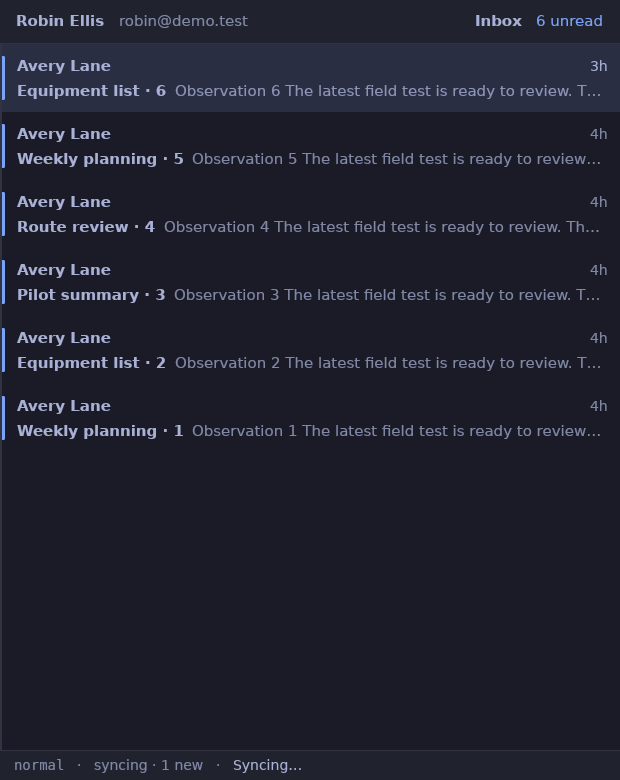 Robin Ellis robin@demo.test Inbox 6 unread
Avery Lane 3h
Equipment list · 6 Observation 6 The latest field test is ready to review. T…
Avery Lane 4h
Weekly planning · 5 Observation 5 The latest field test is ready to review…
Avery Lane 4h
Route review · 4 Observation 4 The latest field test is ready to review. Th…
Avery Lane 4h
Pilot summary · 3 Observation 3 The latest field test is ready to review. T…
Avery Lane 4h
Equipment list · 2 Observation 2 The latest field test is ready to review. T…
Avery Lane 4h
Weekly planning · 1 Observation 1 The latest field test is ready to review…
normal · syncing · 1 new · Syncing…